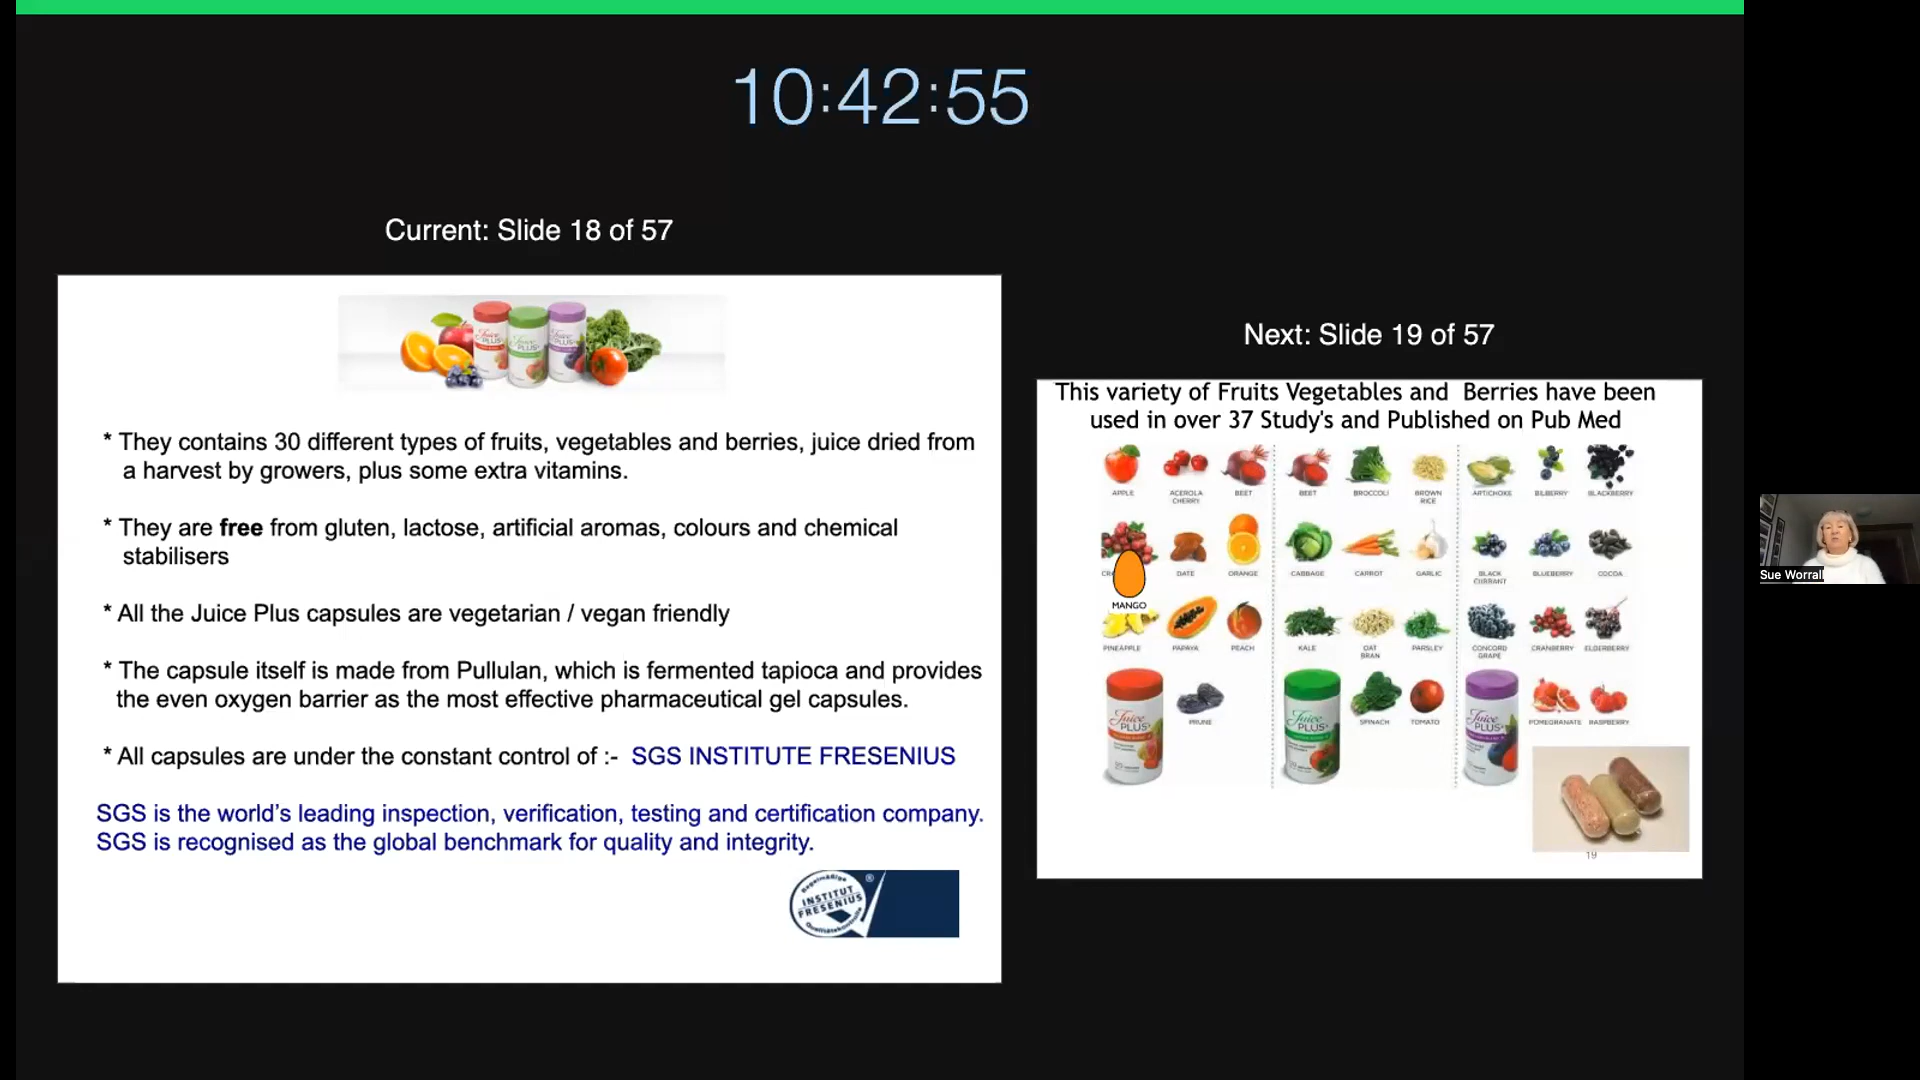 10:42:55
Current: Slide 18 of 57
Juice PLUS+
Juice PLUS+
Juice PLUS+
* They contains 30 different types of fruits, vegetables and berries, juice dried from
a harvest by growers, plus some extra vitamins.
* They are free from gluten, lactose, artificial aromas, colours and chemical
stabilisers
* All the Juice Plus capsules are vegetarian / vegan friendly
* The capsule itself is made from Pullulan, which is fermented tapioca and provides
the even oxygen barrier as the most effective pharmaceutical gel capsules.
* All capsules are under the constant control of :- SGS INSTITUTE FRESENIUS
SGS is the world's leading inspection, verification, testing and certification company.
SGS is recognised as the global benchmark for quality and integrity.
Regelmäßige
INSTITUT
FRESENIUS
Qualitätskontrolle
®
Next: Slide 19 of 57
This variety of Fruits Vegetables and Berries have been
used in over 37 Study's and Published on Pub Med
APPLE ACEROLA CHERRY BEET BEET BROCCOLI BROWN RICE ARTICHOKE BILBERRY BLACKBERRY
DATE ORANGE CABBAGE CARROT GARLIC BLACK CURRANT BLUEBERRY COCOA
MANGO
PINEAPPLE PAPAYA PEACH KALE OAT BRAN PARSLEY CONCORD GRAPE CRANBERRY ELDERBERRY
PRUNE SPINACH TOMATO POMEGRANATE RASPBERRY
Juice PLUS+
Juice PLUS+
Juice PLUS+
19
Sue Worrall